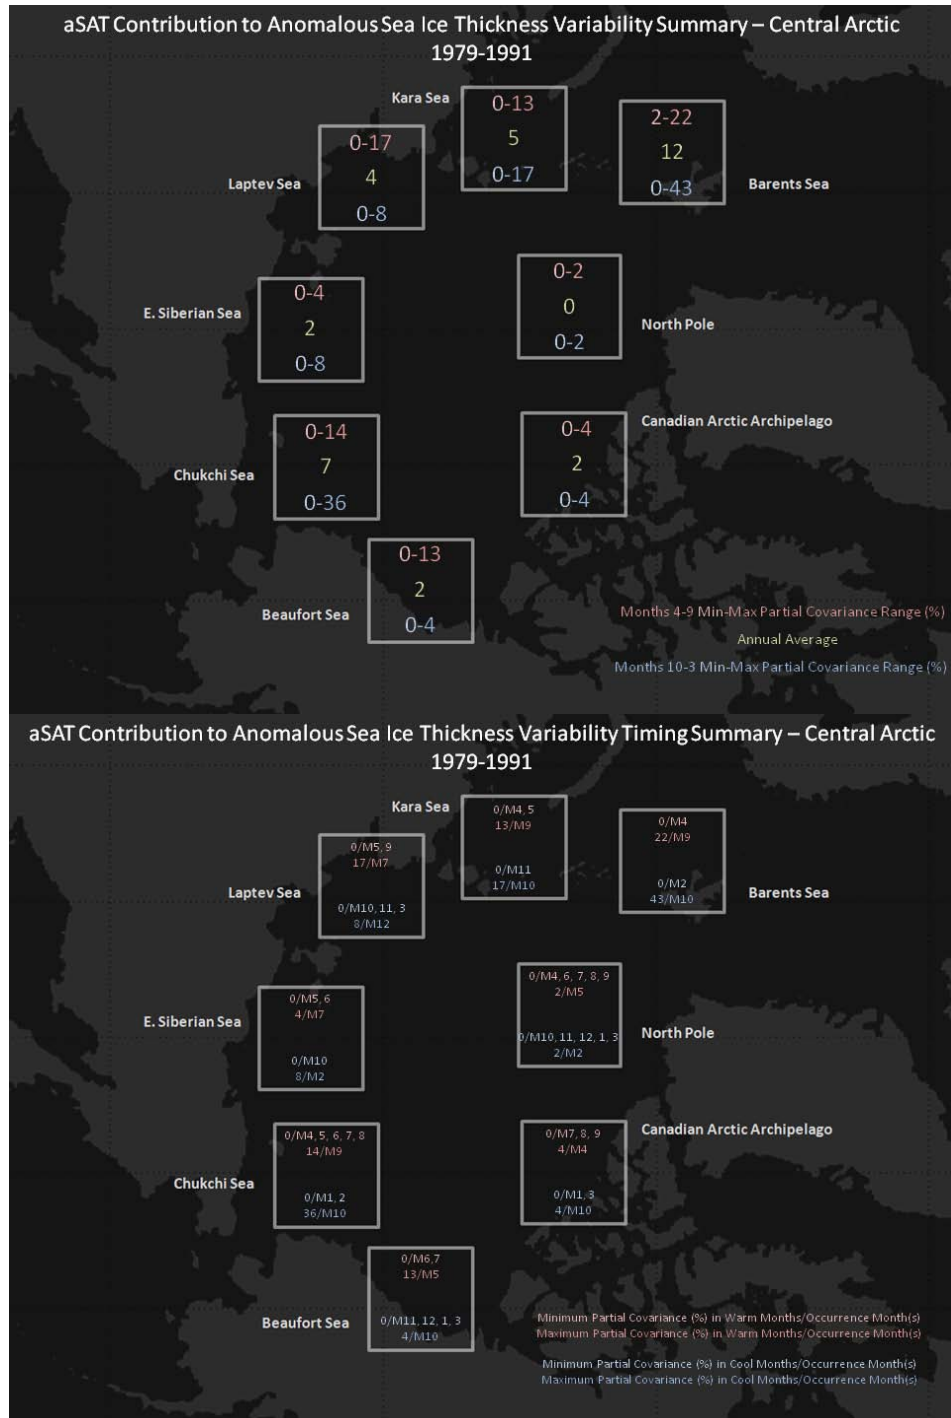 aSAT Contribution to Anomalous Sea Ice Thickness Variability Summary – Central Arctic
1979-1991
Kara Sea
0-13
5
0-17
2-22
12
0-43
Barents Sea
0-17
4
0-8
Laptev Sea
E. Siberian Sea
0-4
2
0-8
0-2
0
0-2
North Pole
Chukchi Sea
0-14
7
0-36
0-4
2
0-4
Canadian Arctic Archipelago
Beaufort Sea
0-13
2
0-4
Months 4-9 Min-Max Partial Covariance Range (%)
Annual Average
Months 10-3 Min-Max Partial Covariance Range (%)
aSAT Contribution to Anomalous Sea Ice Thickness Variability Timing Summary – Central Arctic
1979-1991
Kara Sea
0/M4, 5
13/M9
0/M11
17/M10
0/M4
22/M9
0/M2
43/M10
Barents Sea
Laptev Sea
0/M5, 9
17/M7
0/M10, 11, 3
8/M12
E. Siberian Sea
0/M5, 6
4/M7
0/M10
8/M2
0/M4, 6, 7, 8, 9
2/M5
0/M10, 11, 12, 1, 3
2/M2
North Pole
Chukchi Sea
0/M4, 5, 6, 7, 8
14/M9
0/M1, 2
36/M10
0/M7, 8, 9
4/M4
0/M1, 3
4/M10
Canadian Arctic Archipelago
Beaufort Sea
0/M6,7
13/M5
0/M11, 12, 1, 3
4/M10
Minimum Partial Covariance (%) in Warm Months/Occurrence Month(s)
Maximum Partial Covariance (%) in Warm Months/Occurrence Month(s)
Minimum Partial Covariance (%) in Cool Months/Occurrence Month(s)
Maximum Partial Covariance (%) in Cool Months/Occurrence Month(s)